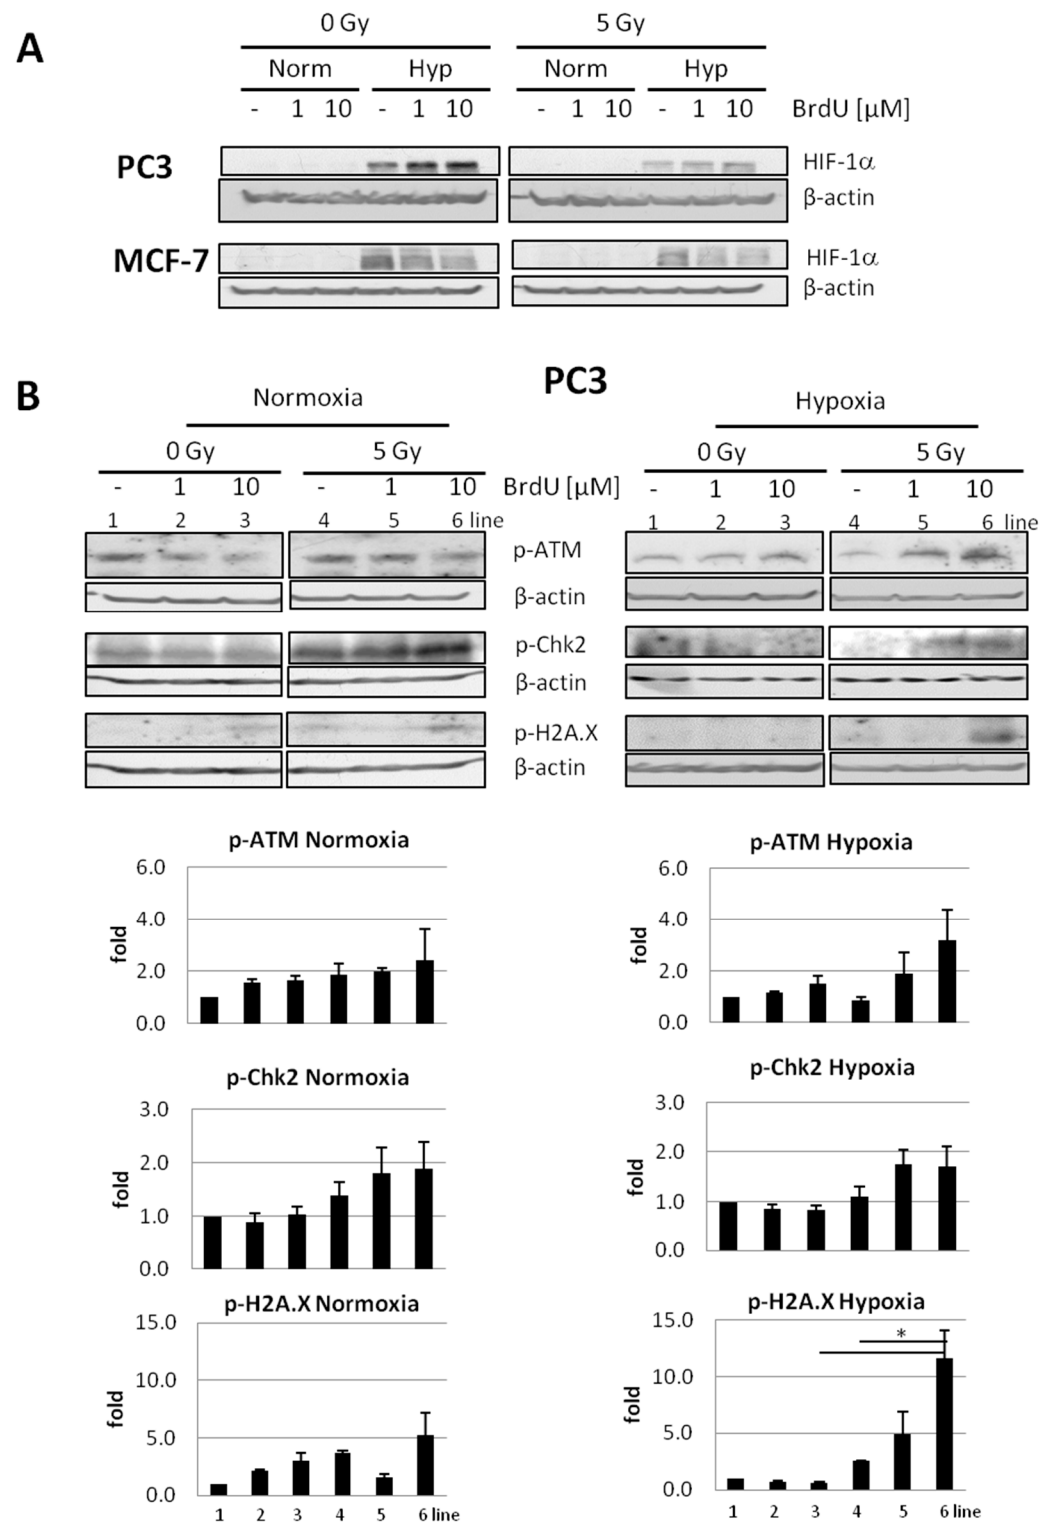 A
0 Gy 5 Gy
Norm Hyp Norm Hyp
- 1 10 - 1 10 - 1 10 - 1 10 BrdU [µM]
PC3 HIF-1α
β-actin
MCF-7 HIF-1α
β-actin
B
PC3
Normoxia Hypoxia
0 Gy 5 Gy 0 Gy 5 Gy
- 1 10 - 1 10 BrdU [µM] - 1 10 - 1 10
1 2 3 4 5 6 line 1 2 3 4 5 6 line
p-ATM
β-actin
p-Chk2
β-actin
p-H2A.X
β-actin
p-ATM Normoxia
6.0
4.0
2.0
0.0
fold
p-ATM Hypoxia
6.0
4.0
2.0
0.0
fold
p-Chk2 Normoxia
3.0
2.0
1.0
0.0
fold
p-Chk2 Hypoxia
3.0
2.0
1.0
0.0
fold
p-H2A.X Normoxia
15.0
10.0
5.0
0.0
fold
1 2 3 4 5 6 line
p-H2A.X Hypoxia
15.0
10.0
5.0
0.0
fold
*
1 2 3 4 5 6 line